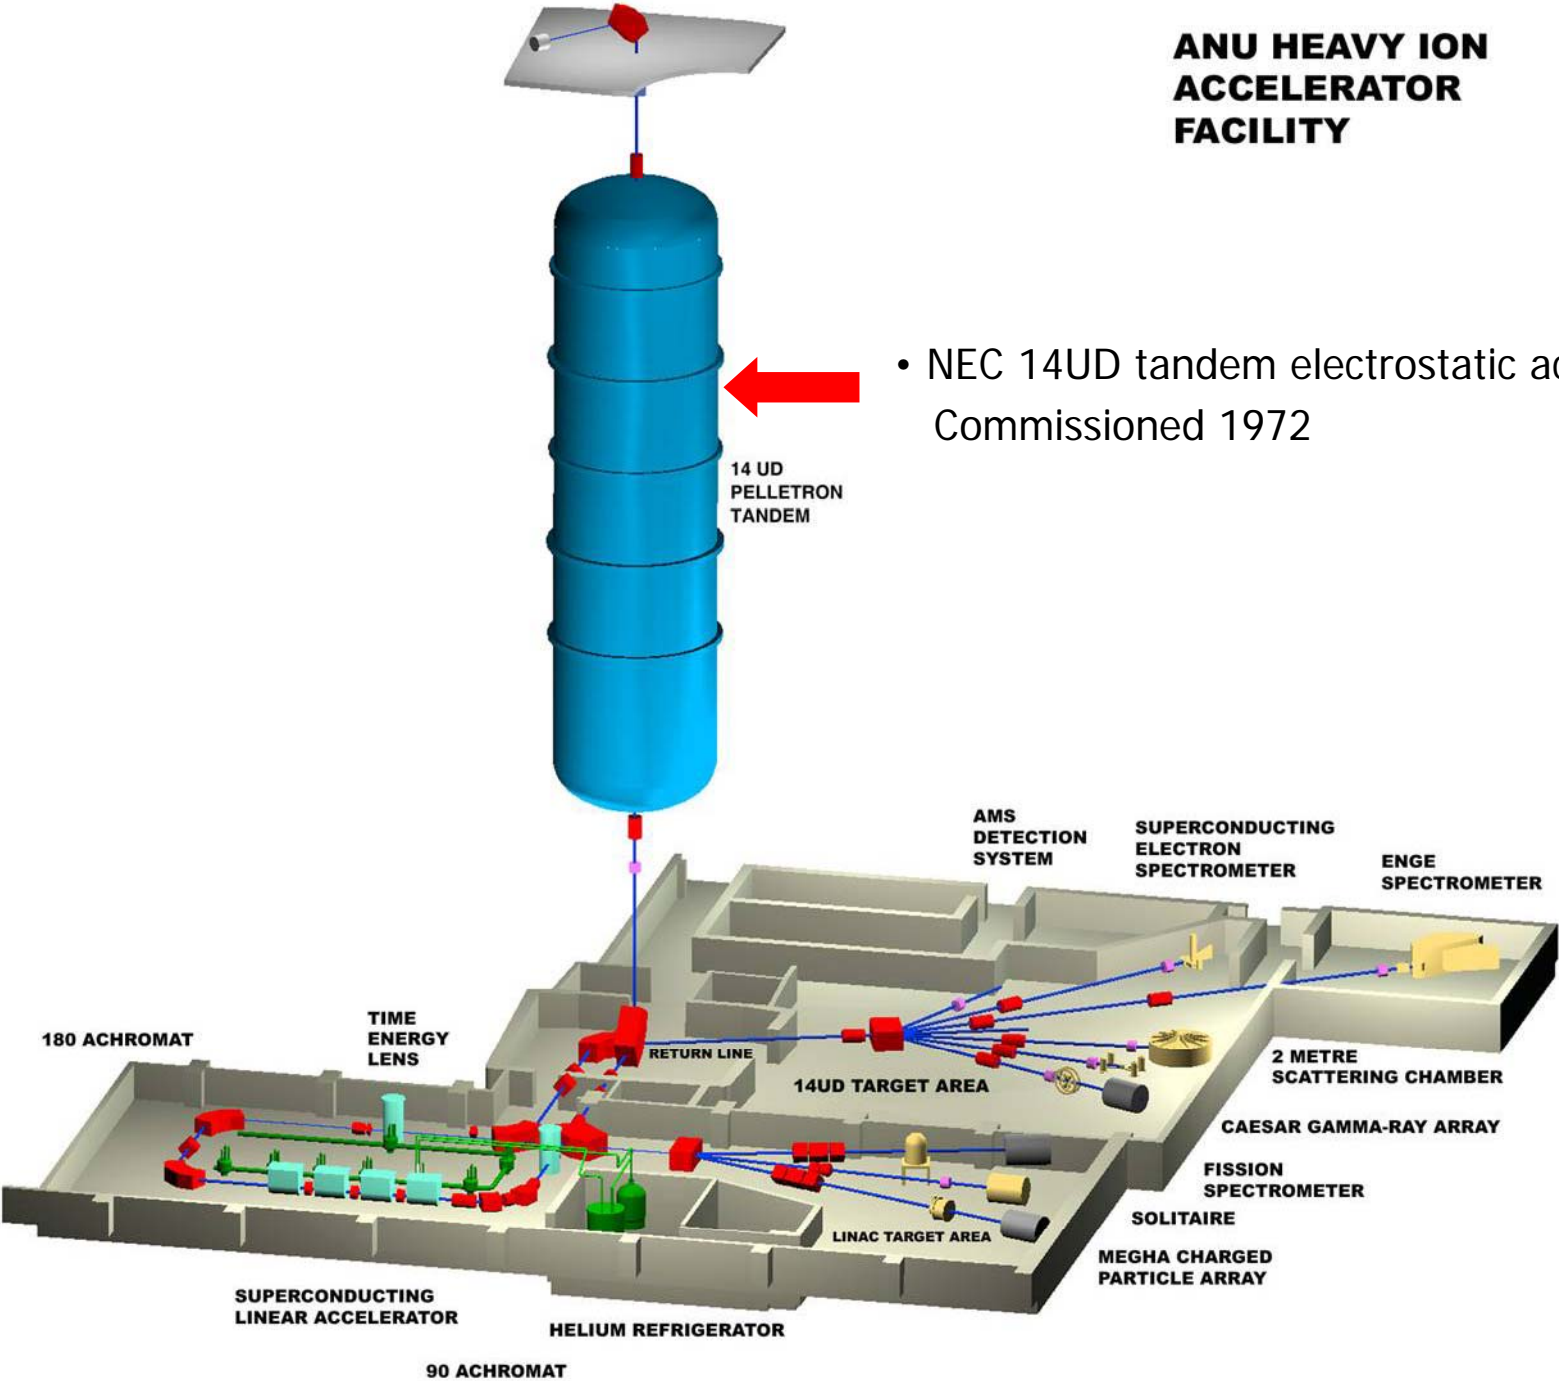 ANU HEAVY ION
ACCELERATOR
FACILITY
• NEC 14UD tandem electrostatic
Commissioned 1972
14 UD
PELLETRON
TANDEM
AMS
DETECTION
SYSTEM
SUPERCONDUCTING
ELECTRON
SPECTROMETER
ENGE
SPECTROMETER
180 ACHROMAT
TIME
ENERGY
LENS
RETURN LINE
14UD TARGET AREA
2 METRE
SCATTERING CHAMBER
CAESAR GAMMA-RAY ARRAY
FISSION
SPECTROMETER
SOLITAIRE
LINAC TARGET AREA
MEGHA CHARGED
PARTICLE ARRAY
SUPERCONDUCTING
LINEAR ACCELERATOR
HELIUM REFRIGERATOR
90 ACHROMAT